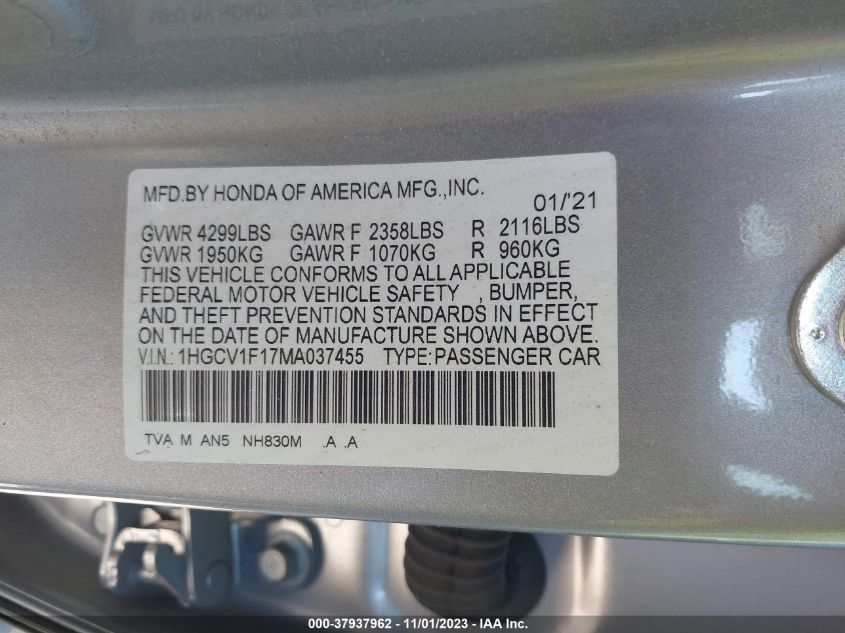 MFD.BY HONDA OF AMERICA MFG.,INC.
01/'21
GVWR 4299LBS GAWR F 2358LBS R 2116LBS
GVWR 1950KG GAWR F 1070KG R 960KG
THIS VEHICLE CONFORMS TO ALL APPLICABLE
FEDERAL MOTOR VEHICLE SAFETY , BUMPER,
AND THEFT PREVENTION STANDARDS IN EFFECT
ON THE DATE OF MANUFACTURE SHOWN ABOVE.
V.I.N.: 1HGCV1F17MA037455 TYPE:PASSENGER CAR
TVA M AN5 NH830M .A .A
000-37937962 - 11/01/2023 - IAA Inc.